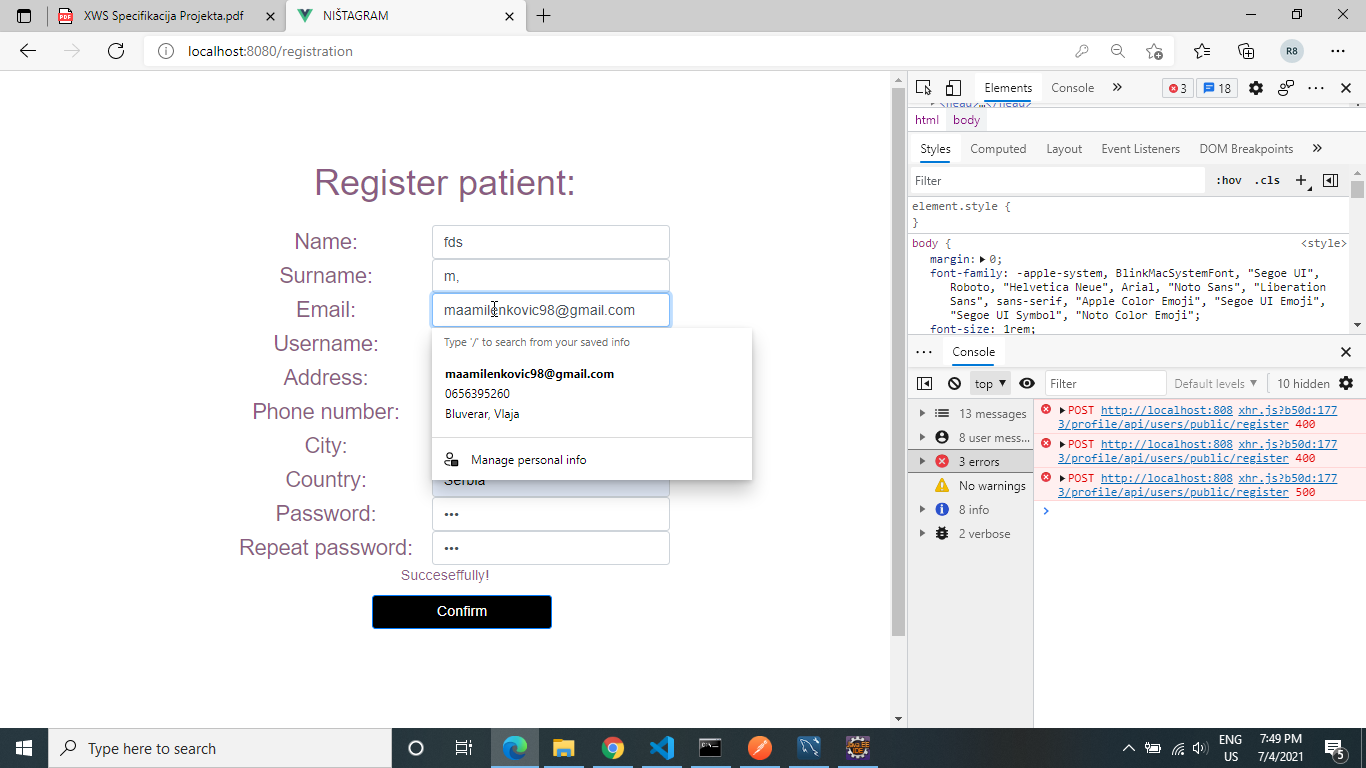 XWS Specifikacija Projekta.pdf
NIŠTAGRAM
localhost:8080/registration
R8
Register patient:
Name:
fds
Surname:
m,
Email:
maamilenkovic98@gmail.com
Username:
Type '/' to search from your saved info
Address:
maamilenkovic98@gmail.com
0656395260
Phone number:
Bluverar, Vlaja
City:
Manage personal info
Country:
Serbia
Password:
•••
Repeat password:
•••
Succeseffully!
Confirm
Elements
Console
3
18
<head>…</head>
html
body
Styles
Computed
Layout
Event Listeners
DOM Breakpoints
Filter
:hov
.cls
element.style {
}
body {
<style>
margin: 0;
font-family: -apple-system, BlinkMacSystemFont, "Segoe UI",
Roboto, "Helvetica Neue", Arial, "Noto Sans", "Liberation
Sans", sans-serif, "Apple Color Emoji", "Segoe UI Emoji",
"Segoe UI Symbol", "Noto Color Emoji";
font-size: 1rem;
Console
top
Filter
Default levels
10 hidden
13 messages
8 user mess...
3 errors
No warnings
8 info
2 verbose
POST http://localhost:808 xhr.js?b50d:177
3/profile/api/users/public/register 400
POST http://localhost:808 xhr.js?b50d:177
3/profile/api/users/public/register 400
POST http://localhost:808 xhr.js?b50d:177
3/profile/api/users/public/register 500
Type here to search
ENG
US
7:49 PM
7/4/2021
5